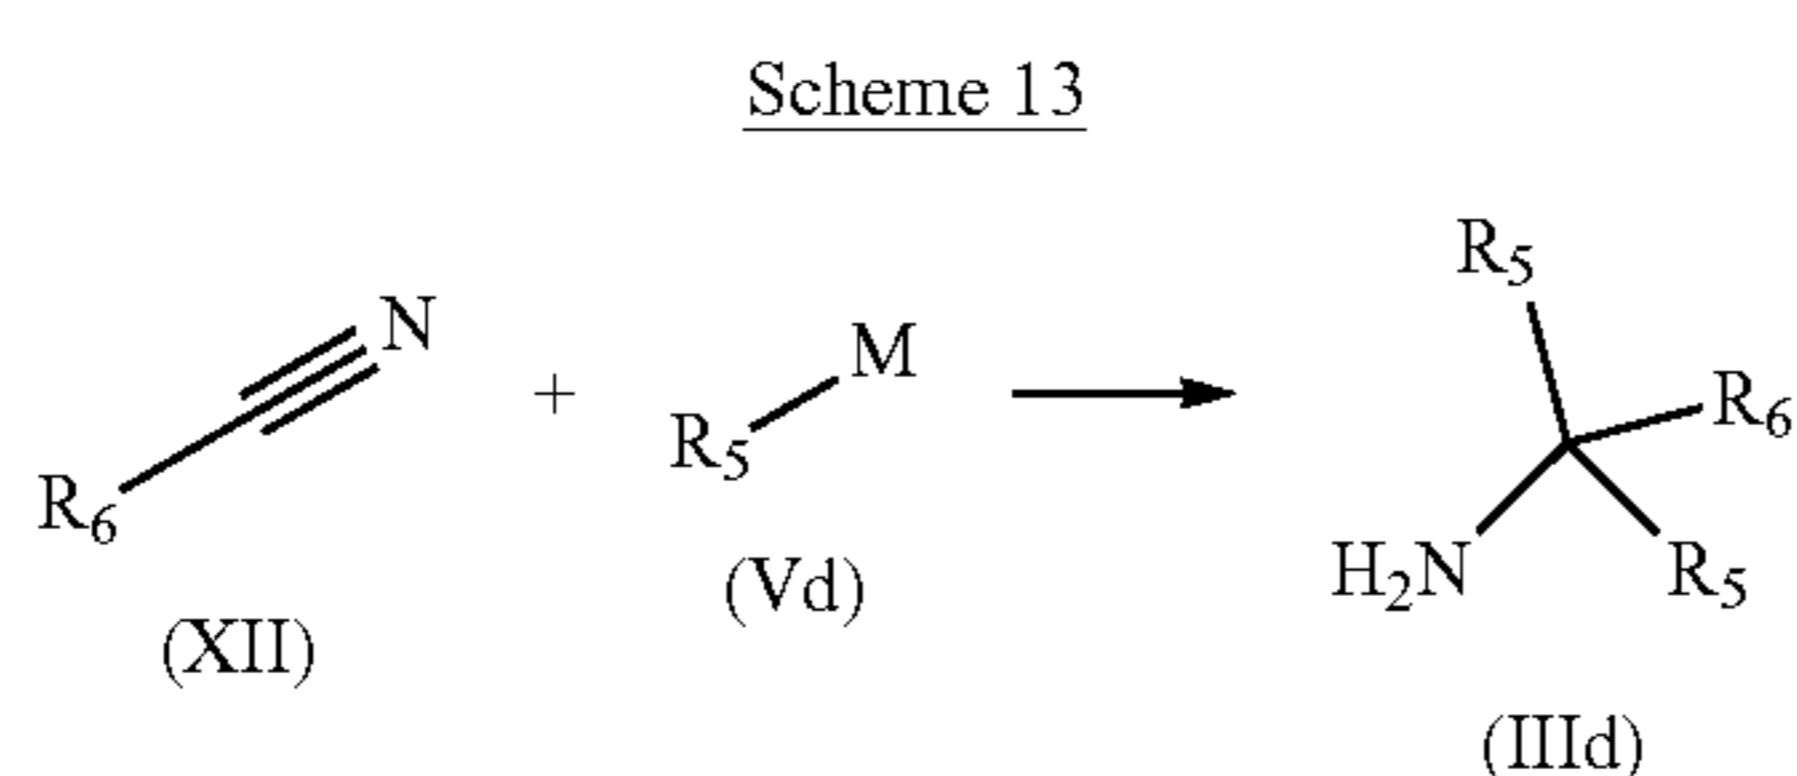 Scheme 13
R6 N + R5 M R5 R6 H2N R5
(XII) (Vd) (IIId)